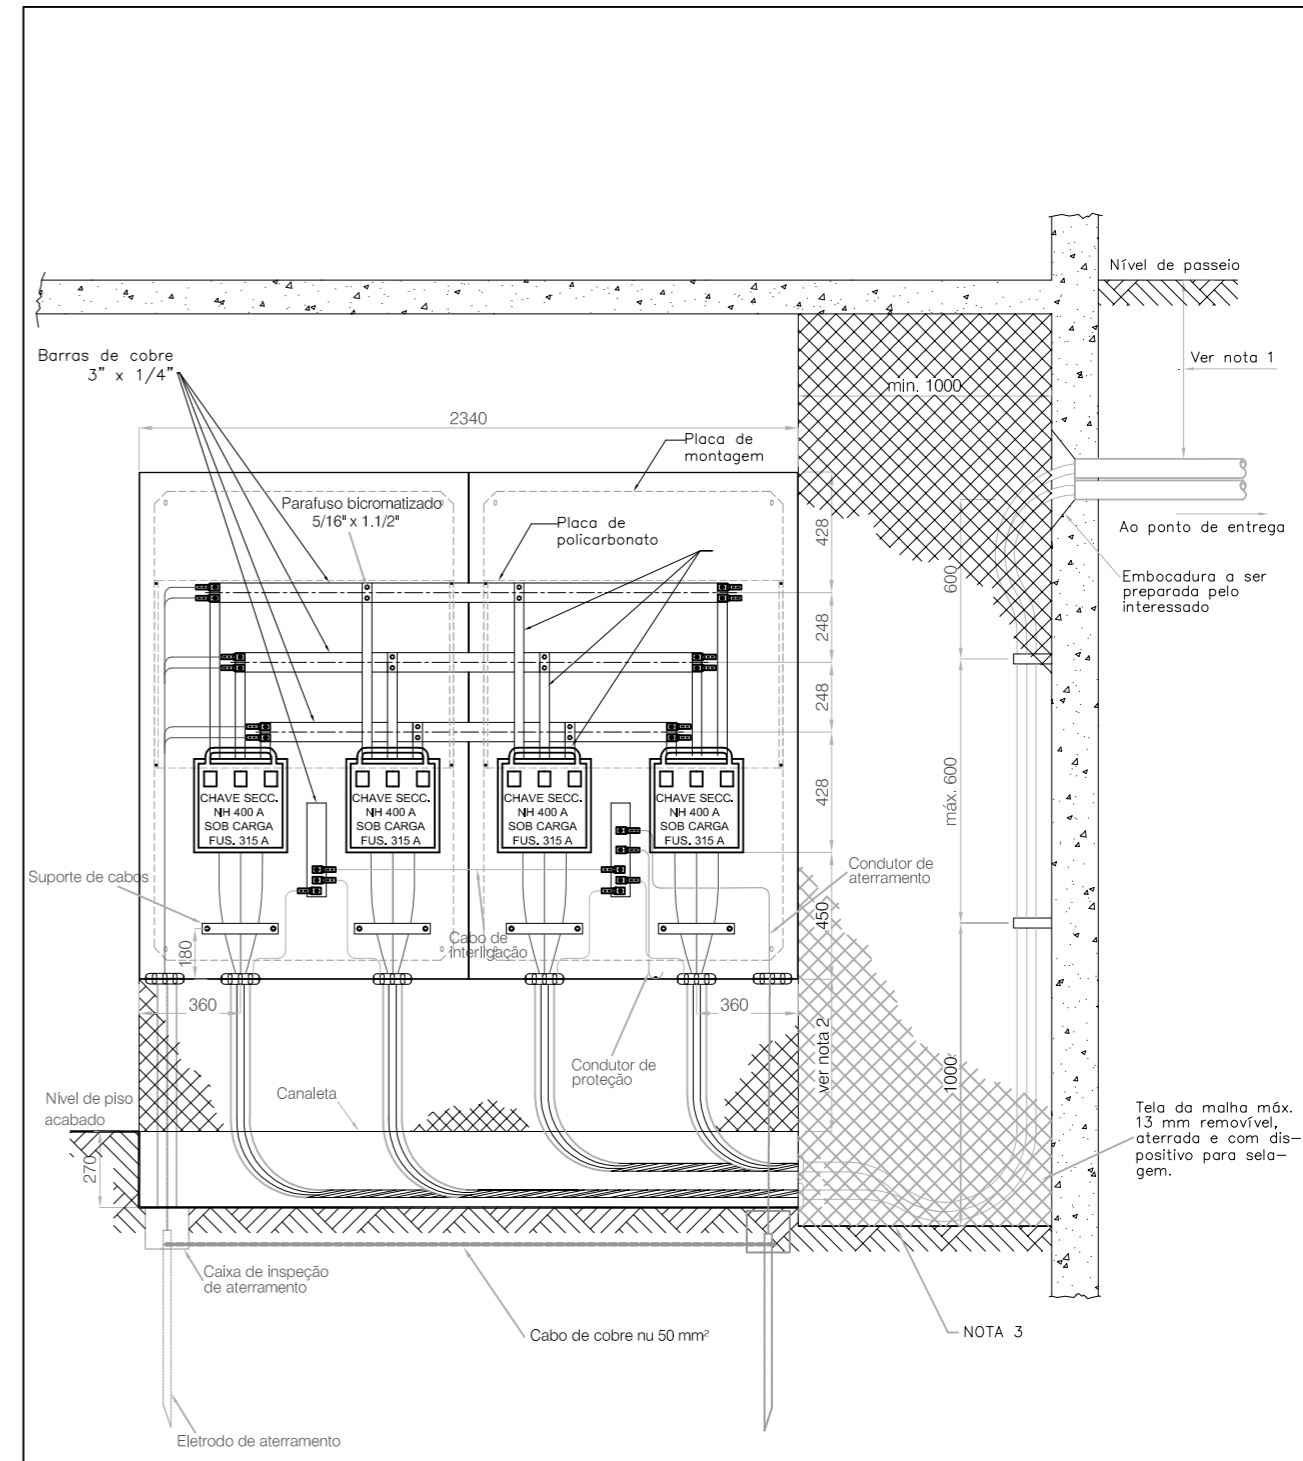 Nível de passeio
Barras de cobre
3" x 1/4"
Ver nota 1
min. 1000
2340
Placa de
montagem
Parafuso bicromatizado
5/16" x 1.1/2"
Placa de
policarbonato
Ao ponto de entrega
428
600
Embocadura a ser
preparada pelo
interessado
248
248
428
máx. 600
CHAVE SECC.
NH 400 A
SOB CARGA
FUS. 315 A
CHAVE SECC.
NH 400 A
SOB CARGA
FUS. 315 A
CHAVE SECC.
NH 400 A
SOB CARGA
FUS. 315 A
CHAVE SECC.
NH 400 A
SOB CARGA
FUS. 315 A
Suporte de cabos
Condutor de
aterramento
450
180
Cabo de
interligação
360
360
ver nota 2
1000
Condutor de
proteção
Canaleta
Nível de piso
acabado
270
Tela da malha máx.
13 mm removível,
aterrada e com dis-
positivo para sela-
gem.
Caixa de inspeção
de aterramento
Cabo de cobre nu 50 mm²
NOTA 3
Eletrodo de aterramento